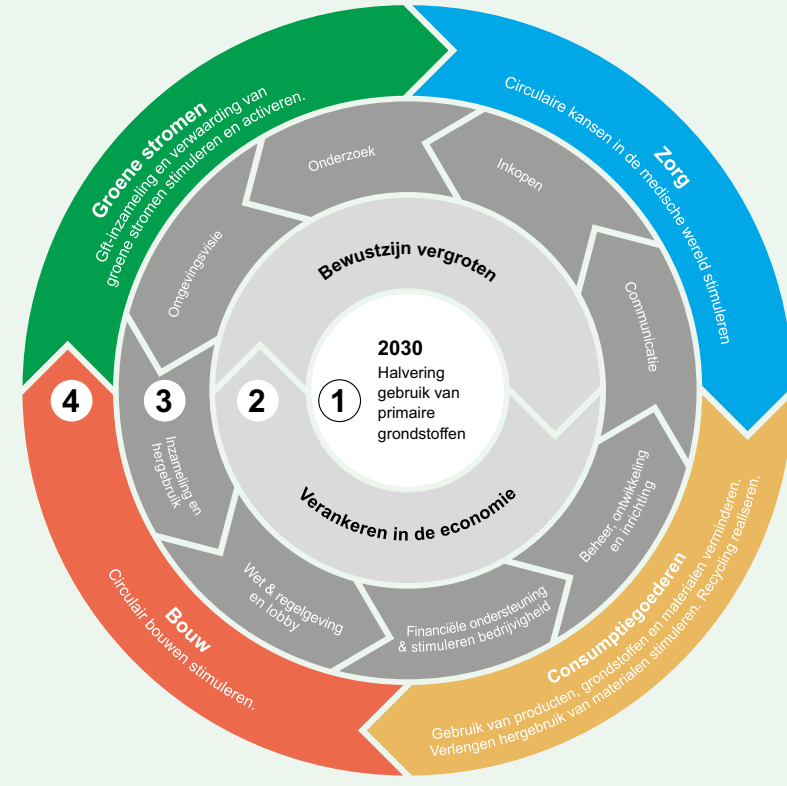 Groene stromen
Gft-inzameling en verwaarding van
groene stromen stimuleren en activeren.
Zorg
Circulaire kansen in de medische wereld stimuleren
Consumptiegoederen
Gebruik van producten, grondstoffen en materialen verminderen.
Verlengen hergebruik van materialen stimuleren. Recycling realiseren.
Bouw
Circulair bouwen stimuleren.
Onderzoek
Inkopen
Communicatie
Beheer, ontwikkeling
en inrichting
Financiële ondersteuning
& stimuleren bedrijvigheid
Wet & regelgeving
en lobby
Inzameling en
hergebruik
Omgevingsvisie
Bewustzijn vergroten
Verankeren in de economie
4
3
2
1
2030
Halvering
gebruik van
primaire
grondstoffen